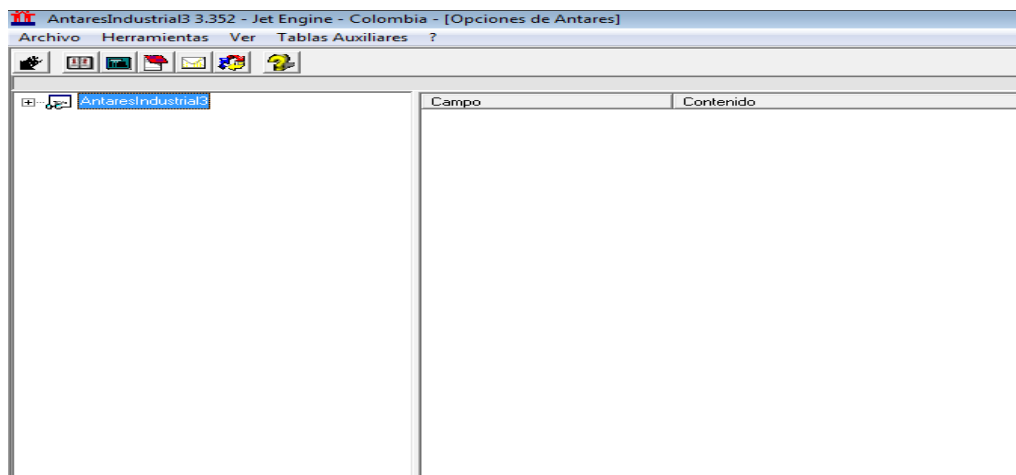 AntaresIndustrial3 3.352 - Jet Engine - Colombia - [Opciones de Antares]
Archivo Herramientas Ver Tablas Auxiliares ?
AntaresIndustrial3 Campo Contenido